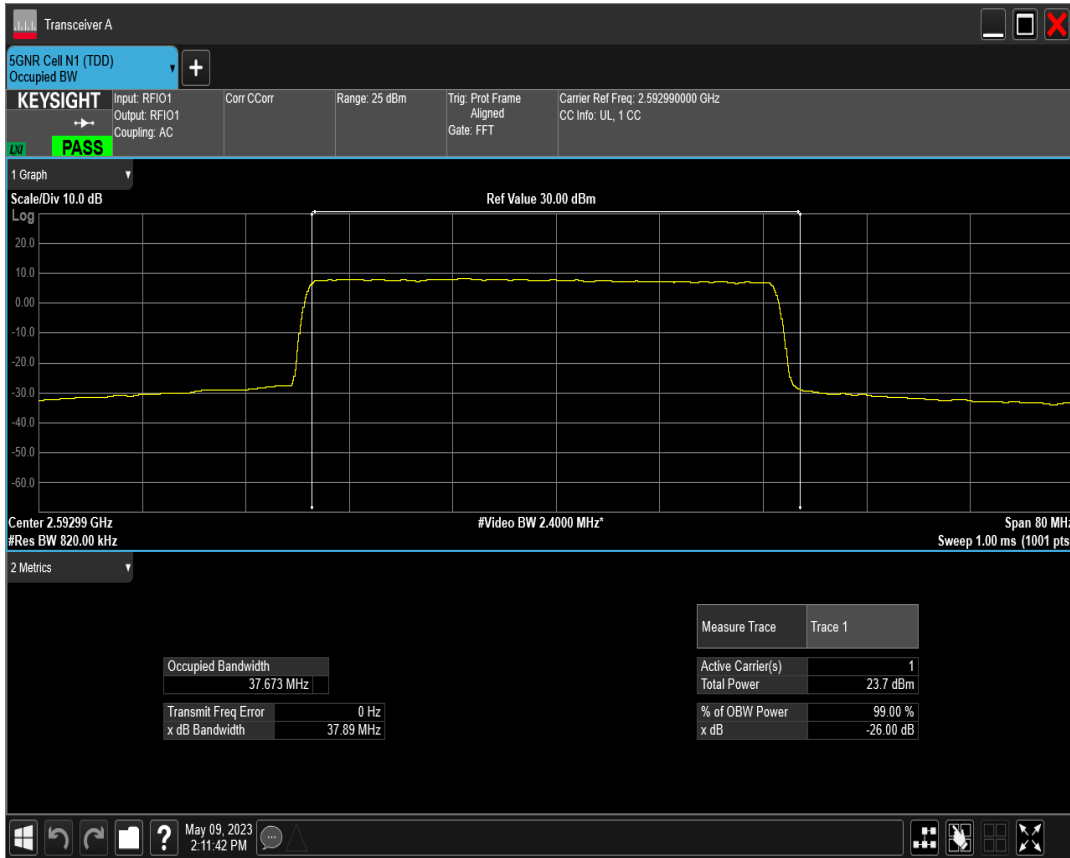 Transceiver A
5GNR Cell N1 (TDD)
Occupied BW
+
KEYSIGHT
LXI
PASS
Input: RFIO1
Output: RFIO1
Coupling: AC
Corr CCorr
Range: 25 dBm
Trig: Prot Frame
Aligned
Gate: FFT
Carrier Ref Freq: 2.592990000 GHz
CC Info: UL, 1 CC
1 Graph
Scale/Div 10.0 dB
Ref Value 30.00 dBm
Log
20.0
10.0
0.00
-10.0
-20.0
-30.0
-40.0
-50.0
-60.0
Center 2.59299 GHz
#Video BW 2.4000 MHz*
Span 80 MHz
#Res BW 820.00 kHz
Sweep 1.00 ms (1001 pts
2 Metrics
Measure Trace Trace 1
Occupied Bandwidth
37.673 MHz
Active Carrier(s) 1
Total Power 23.7 dBm
Transmit Freq Error 0 Hz
x dB Bandwidth 37.89 MHz
% of OBW Power 99.00 %
x dB -26.00 dB
?
May 09, 2023
2:11:42 PM